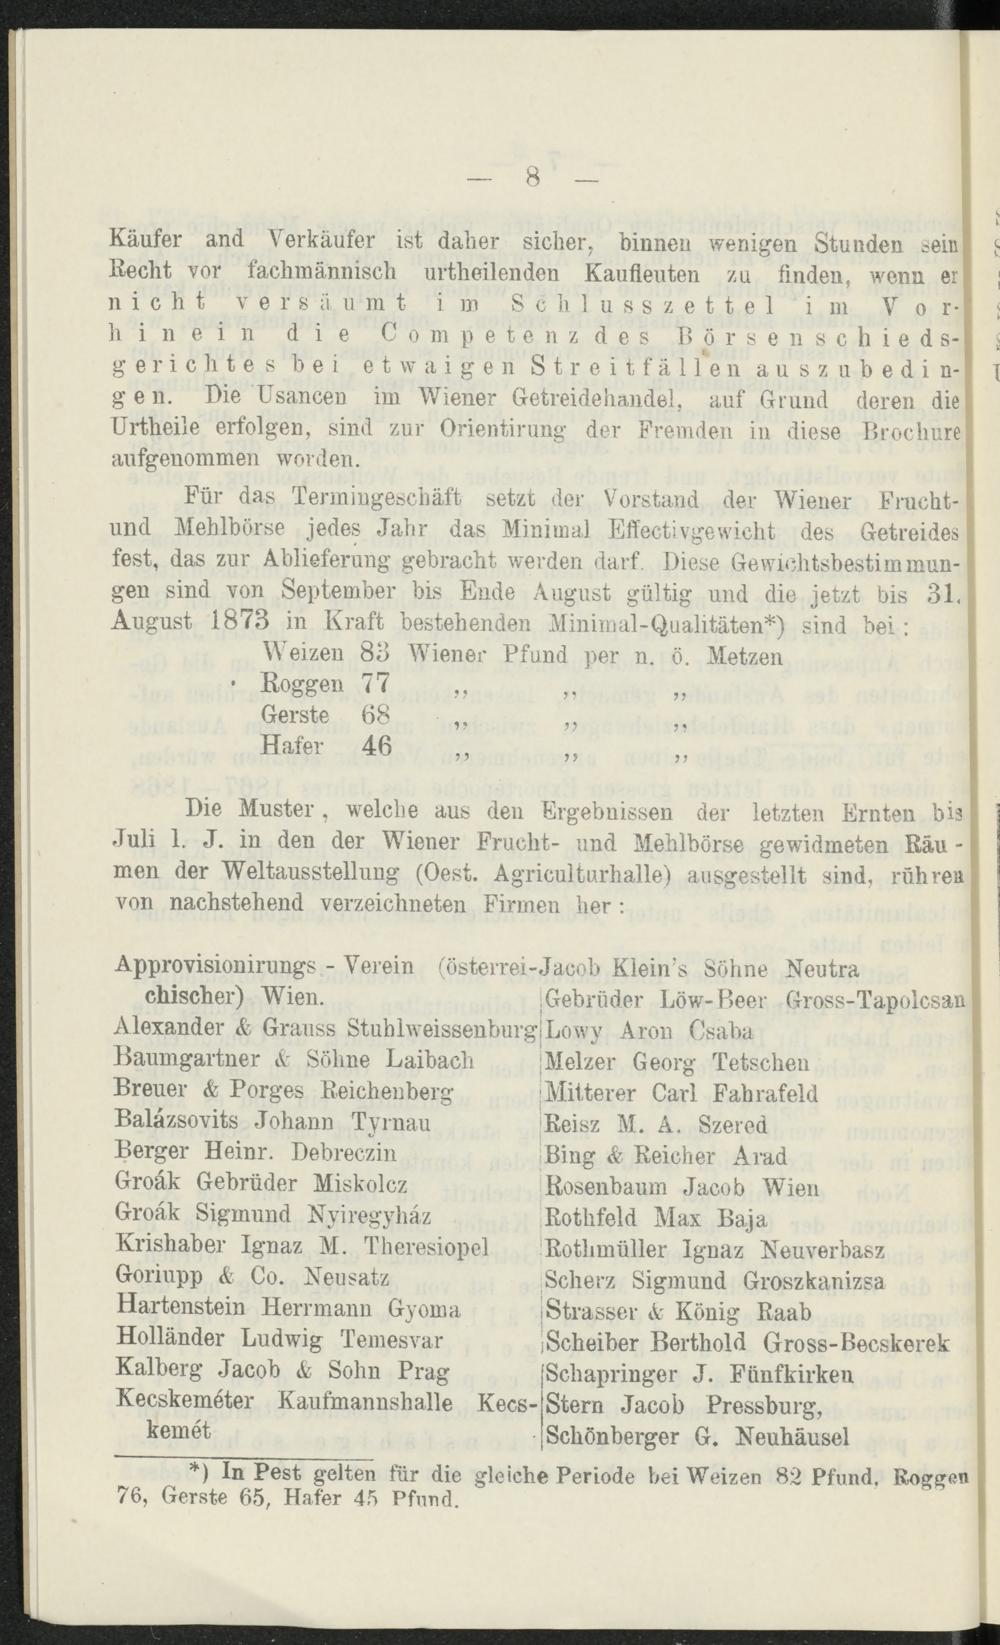 — 8 —
Käufer and Verkäufer ist daher sicher, binnen wenigen Stunden sein
Recht vor fachmännisch urtheilenden Kaufleuten zu finden, wenn er
nicht versäumt im Schlusszettel im Vor-
hinein die Competenz des Börsenschieds-
gerichtes bei etwaigen Streitfällen auszubedin-
gen. Die Usancen im Wiener Getreidehandel, auf Grund deren die
Urtheile erfolgen, sind zur Orientirung der Fremden in diese Brochure
aufgenommen worden.
Für das Termingeschäft setzt der Vorstand der Wiener Frucht-
und Mehlbörse jedes Jahr das Minimal Effectivgewicht des Getreides
fest, das zur Ablieferung gebracht werden darf. Diese Gewichtsbestimmun-
gen sind von September bis Ende August gültig und die jetzt bis 31.
August 1873 in Kraft bestehenden Minimal-Qualitäten*) sind bei:
Weizen 83 Wiener Pfund per n. ö. Metzen
Roggen 77 „ „ „
Gerste 68 „ „ „
Hafer 46 „ „ „
Die Muster, welche aus den Ergebnissen der letzten Ernten bis
Juli l. J. in den der Wiener Frucht- und Mehlbörse gewidmeten Räu-
men der Weltausstellung (Oest. Agriculturhalle) ausgestellt sind, rühren
von nachstehend verzeichneten Firmen her:
Approvisionirungs-Verein (österrei-
chischer) Wien.
Alexander & Grauss Stuhlweissenburg
Baumgartner & Söhne Laibach
Breuer & Porges Reichenberg
Balázsovits Johann Tyrnau
Berger Heinr. Debreczin
Groák Gebrüder Miskolcz
Groák Sigmund Nyiregyház
Krishaber Ignaz M. Theresiopel
Goriupp & Co. Neusatz
Hartenstein Herrmann Gyoma
Holländer Ludwig Temesvar
Kalberg Jacob & Sohn Prag
Kecskeméter Kaufmannshalle Kecs-
kemét
Jacob Klein's Söhne Neutra
Gebrüder Löw-Beer Gross-Tapolcsan
Lowy Aron Csaba
Melzer Georg Tetschen
Mitterer Carl Fahrafeld
Reisz M. A. Szered
Bing & Reicher Arad
Rosenbaum Jacob Wien
Rothfeld Max Baja
Rothmüller Ignaz Neuverbasz
Scherz Sigmund Groszkanizsa
Strasser & König Raab
Scheiber Berthold Gross-Becskerek
Schapringer J. Fünfkirken
Stern Jacob Pressburg,
Schönberger G. Neuhäusel
*) In Pest gelten für die gleiche Periode bei Weizen 82 Pfund, Roggen
76, Gerste 65, Hafer 45 Pfund.